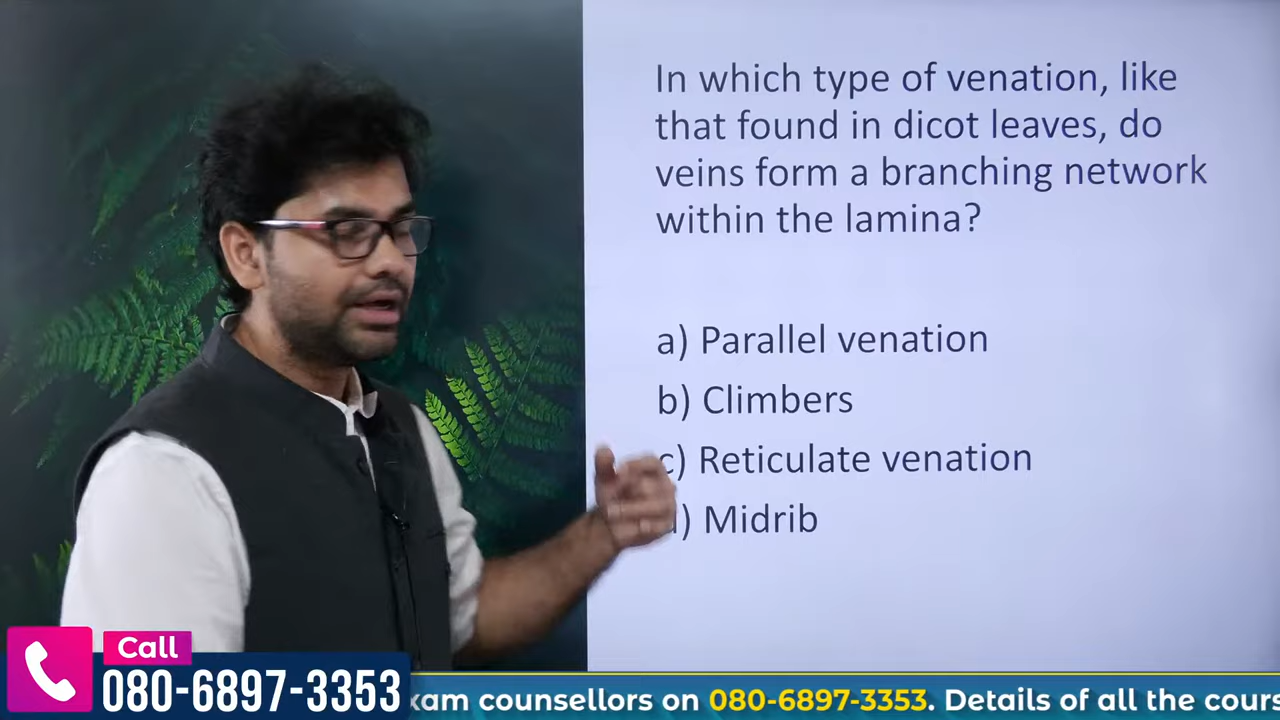 In which type of venation, like
that found in dicot leaves, do
veins form a branching network
within the lamina?
a) Parallel venation
b) Climbers
c) Reticulate venation
) Midrib
Call
080-6897-3353
exam counsellors on 080-6897-3353. Details of all the